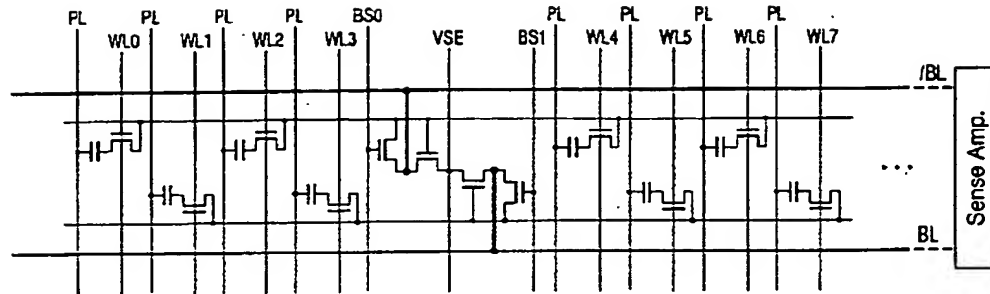 PL WL0 PL WL1 PL WL2 PL WL3 BS0 VSE BS1 PL WL4 PL WL5 PL WL6 PL WL7
/BL
BL
Sense Amp.
...